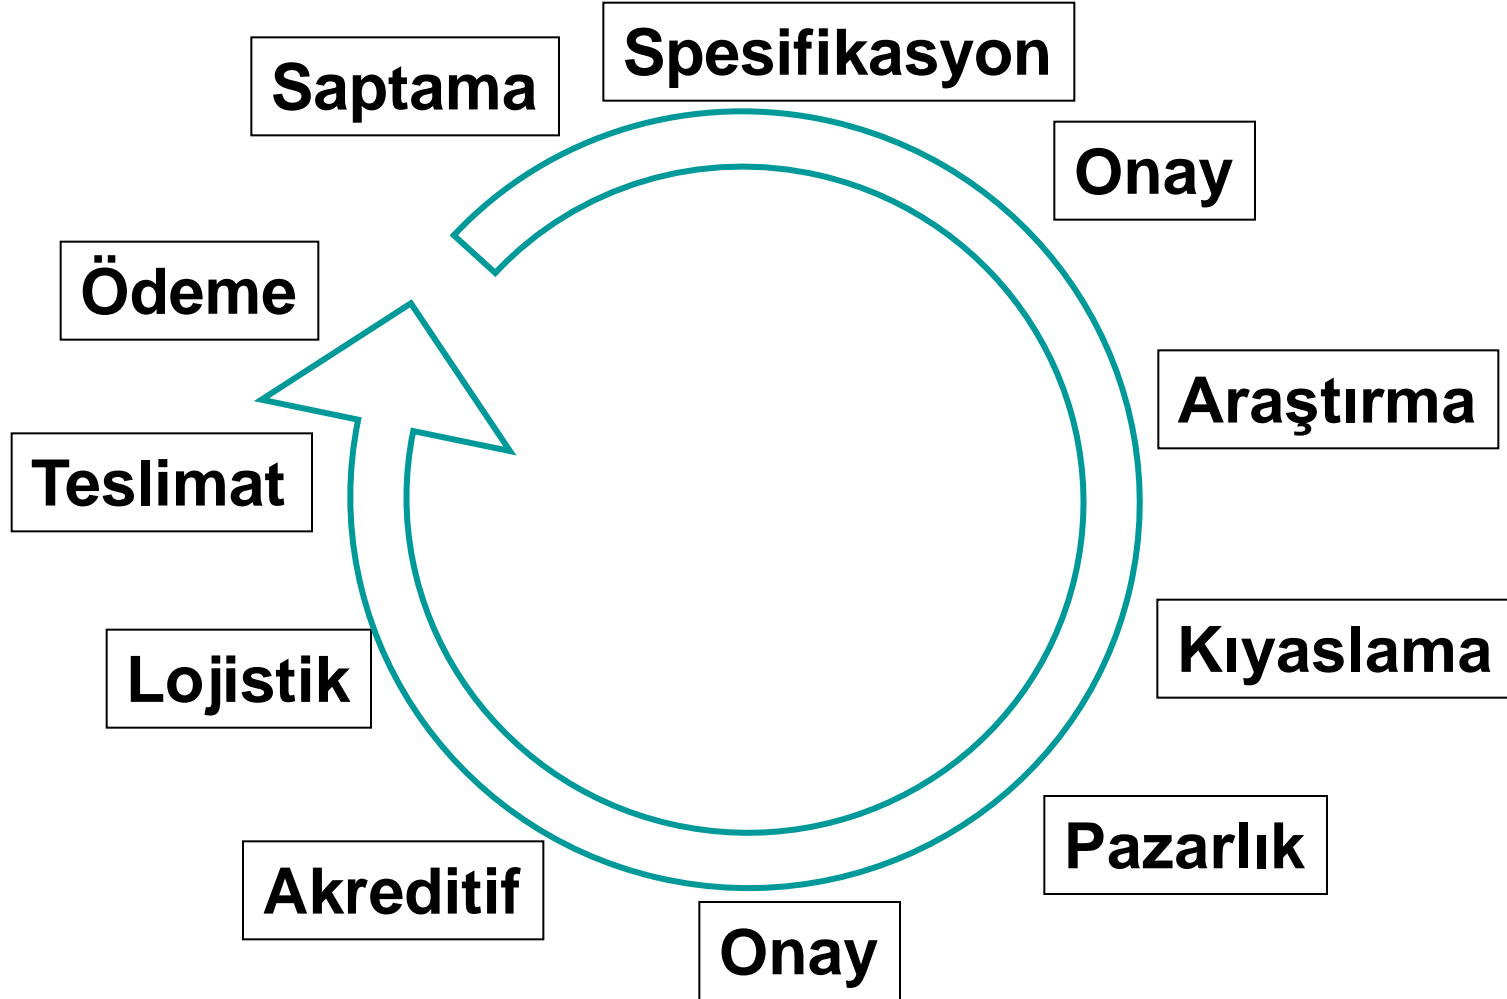 Saptama
Spesifikasyon
Onay
Araştırma
Kıyaslama
Pazarlık
Onay
Akreditif
Lojistik
Teslimat
Ödeme